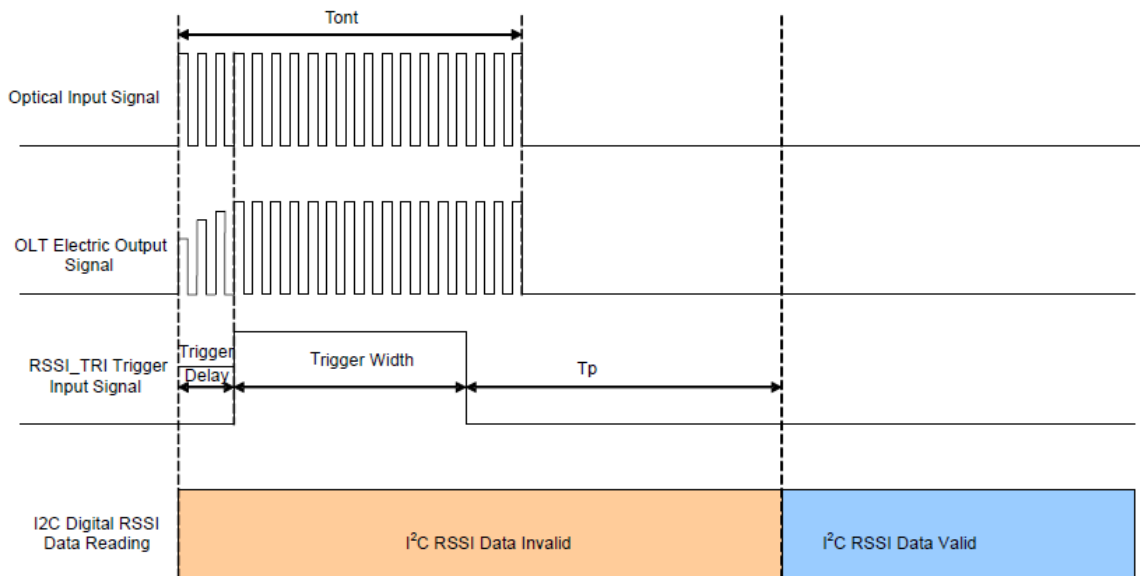 Tont
Optical Input Signal
OLT Electric Output
Signal
RSSI_TRI Trigger
Input Signal
Trigger
Delay
Trigger Width
Tp
I2C Digital RSSI
Data Reading
I²C RSSI Data Invalid
I²C RSSI Data Valid